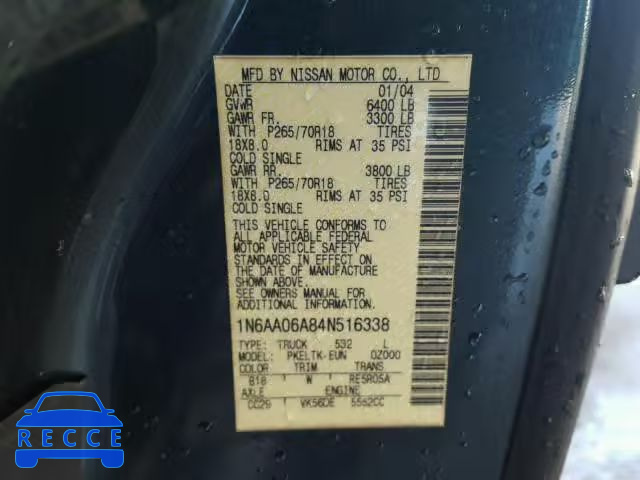 MFD BY NISSAN MOTOR CO., LTD
DATE 01/04
GVWR 6400 LB
GAWR FR. 3300 LB
WITH P265/70R18 TIRES
18X8.0 RIMS AT 35 PSI
COLD SINGLE
GAWR RR. 3800 LB
WITH P265/70R18 TIRES
18X8.0 RIMS AT 35 PSI
COLD SINGLE
THIS VEHICLE CONFORMS TO
ALL APPLICABLE FEDERAL
MOTOR VEHICLE SAFETY
STANDARDS IN EFFECT ON
THE DATE OF MANUFACTURE
SHOWN ABOVE.
SEE OWNERS MANUAL FOR
ADDITIONAL INFORMATION.
1N6AA06A84N516338
TYPE: TRUCK 532 L
MODEL: PKELTK-EUN 0Z000
COLOR TRIM TRANS
818 W RE5R05A
AXLE ENGINE
CC29 VK56DE 5552CC
RACE